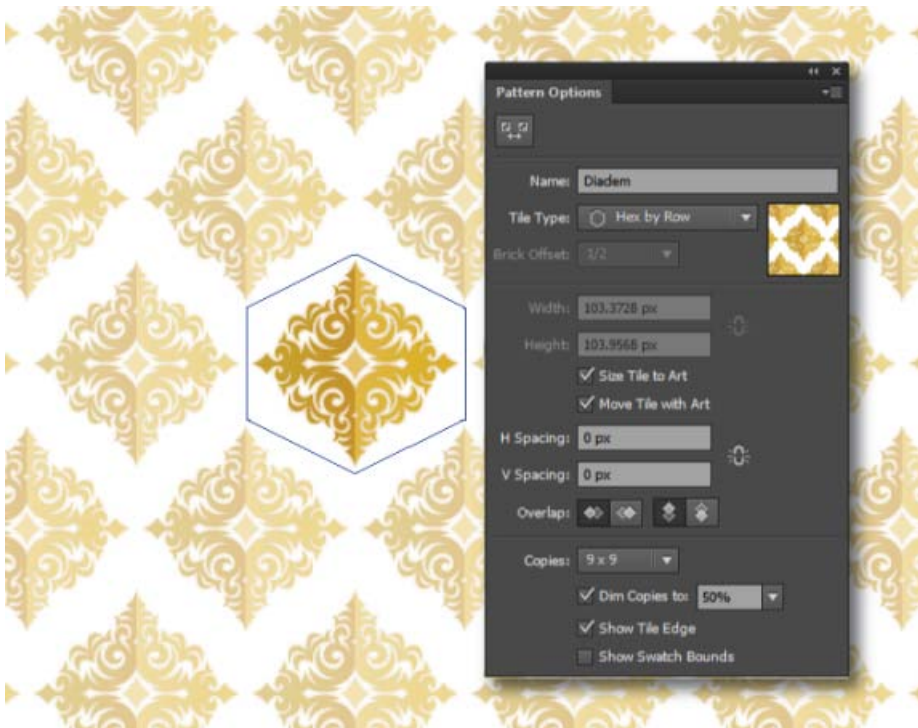 Pattern Options
Name: Diadem
Tile Type: Hex by Row
Brick Offset: 1/2
Width: 103.3728 px
Height: 103.9568 px
Size Tile to Art
Move Tile with Art
H Spacing: 0 px
V Spacing: 0 px
Overlap:
Copies: 9 x 9
Dim Copies to: 50%
Show Tile Edge
Show Swatch Bounds